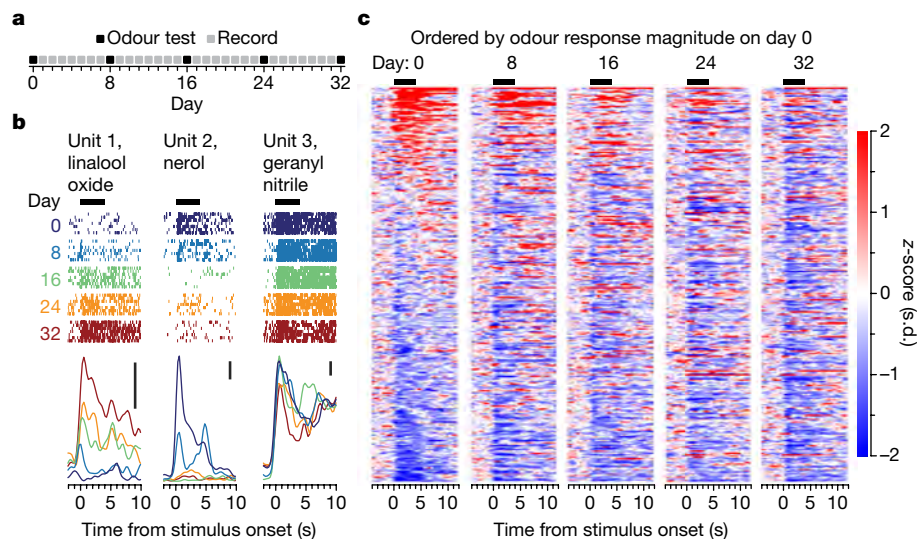 a
Odour test Record
0 8 16 24 32
Day
b
Unit 1, linalool oxide
Unit 2, nerol
Unit 3, geranyl nitrile
Day
0
8
16
24
32
0 5 10 0 5 10 0 5 10
Time from stimulus onset (s)
c
Ordered by odour response magnitude on day 0
Day: 0 8 16 24 32
2
1
0
−1
−2
z-score (s.d.)
0 5 10 0 5 10 0 5 10 0 5 10 0 5 10
Time from stimulus onset (s)